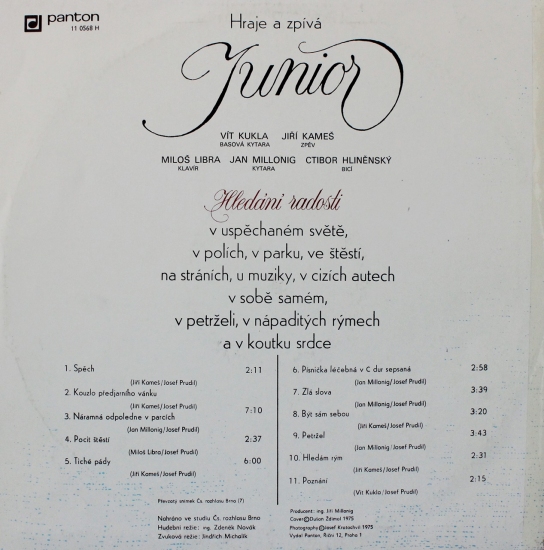 panton
11 0568 H
Hraje a zpívá
Junior
VÍT KUKLA JIŘÍ KAMEŠ
BASOVÁ KYTARA ZPĚV
MILOŠ LIBRA JAN MILLONIG CTIBOR HLINĚNSKÝ
KLAVÍR KYTARA BICÍ
Hledání radosti
v uspěchaném světě,
v polích, v parku, ve štěstí,
na stráních, u muziky, v cizích autech
v sobě samém,
v petrželi, v nápaditých rýmech
a v koutku srdce
1. Spěch 2:11
(Jiří Kameš/Josef Prudil)
2. Kouzlo předjarního vánku
(Jiří Kameš/Josef Prudil)
3. Náramná odpoledne v parcích 7:10
(Jan Millonig/Josef Prudil)
4. Pocit štěstí 2:37
(Miloš Libra/Josef Prudil)
5. Tiché pády 6:00
(Jiří Kameš/Josef Prudil)
6. Písnička léčebná v C dur sepsaná 2:58
(Jan Millonig/Josef Prudil)
7. Zlá slova 3:39
(Jan Millonig/Josef Prudil)
8. Být sám sebou 3:20
(Jiří Kameš/Josef Prudil)
9. Petržel 3:43
(Jan Millonig/Josef Prudil)
10. Hledám rým 2:31
(Jiří Kameš/Josef Prudil)
11. Poznání 2:15
(Vít Kukla/Josef Prudil)
Převzatý snímek Čs. rozhlasu Brno (7)
Nahráno ve studiu Čs. rozhlasu Brno
Hudební režie: ing. Zdeněk Novák
Zvuková režie: Jindřich Michalík
Producent: ing. Jiří Millonig
Cover© Dušan Ždímal 1975
Photography © Josef Kratochvíl 1975
Vydal Panton, Říční 12, Praha 1